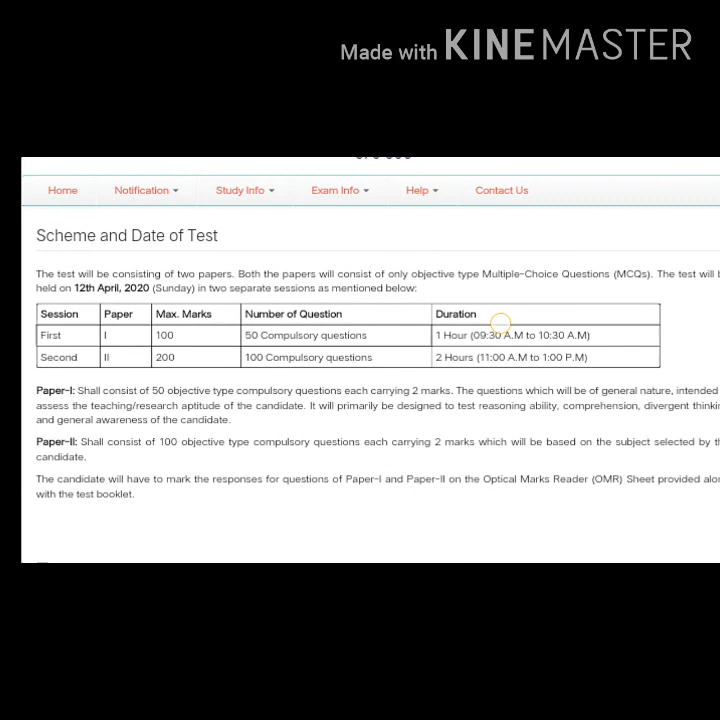 Made with KINEMASTER
Home Notification Study Info Exam Info Help Contact Us
Scheme and Date of Test
The test will be consisting of two papers. Both the papers will consist of only objective type Multiple-Choice Questions (MCQs). The test will
held on 12th April, 2020 (Sunday) in two separate sessions as mentioned below:
Session Paper Max. Marks Number of Question Duration
First I 100 50 Compulsory questions 1 Hour (09:30 A.M to 10:30 A.M)
Second II 200 100 Compulsory questions 2 Hours (11:00 A.M to 1:00 P.M)
Paper-I: Shall consist of 50 objective type compulsory questions each carrying 2 marks. The questions which will be of general nature, intended
assess the teaching/research aptitude of the candidate. It will primarily be designed to test reasoning ability, comprehension, divergent
and general awareness of the candidate.
Paper-II: Shall consist of 100 objective type compulsory questions each carrying 2 marks which will be based on the subject selected by
candidate.
The candidate will have to mark the responses for questions of Paper-I and Paper-II on the Optical Marks Reader (OMR) Sheet provided
with the test booklet.